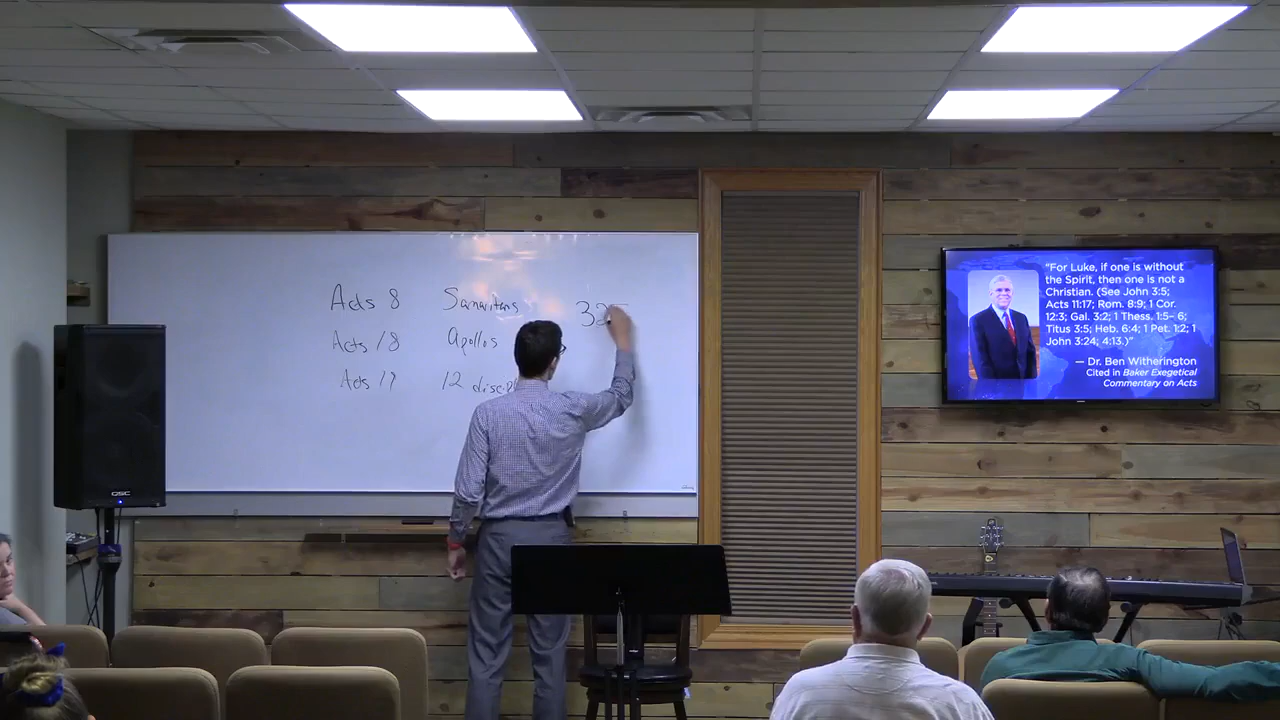 Acts 8 Samaritans
Acts 18 Apollos
Acts 19 12
"For Luke, if one is without
the Spirit, then one is not a
Christian. (See John 3:5;
Acts 11:17; Rom. 8:9; 1 Cor.
12:3; Gal. 3:2; 1 Thess. 1:5- 6;
Titus 3:5; Heb. 6:4; 1 Pet. 1:2; 1
John 3:24; 4:13.)"
— Dr. Ben Witherington
Cited in Baker Exegetical
Commentary on Acts
QSC